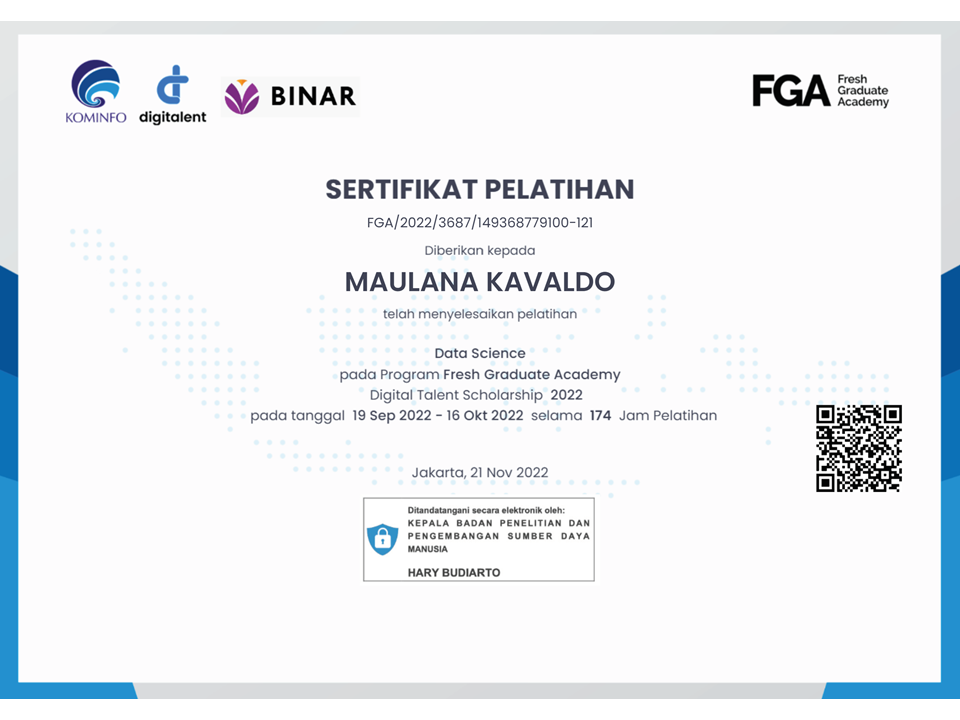 KOMINFO
digitalent
BINAR
FGA
Fresh
Graduate
Academy
SERTIFIKAT PELATIHAN
FGA/2022/3687/149368779100-121
Diberikan kepada
MAULANA KAVALDO
telah menyelesaikan pelatihan
Data Science
pada Program Fresh Graduate Academy
Digital Talent Scholarship 2022
pada tanggal 19 Sep 2022 - 16 Okt 2022 selama 174 Jam Pelatihan
Jakarta, 21 Nov 2022
Ditandatangani secara elektronik oleh:
KEPALA BADAN PENELITIAN DAN
PENGEMBANGAN SUMBER DAYA
MANUSIA
HARY BUDIARTO